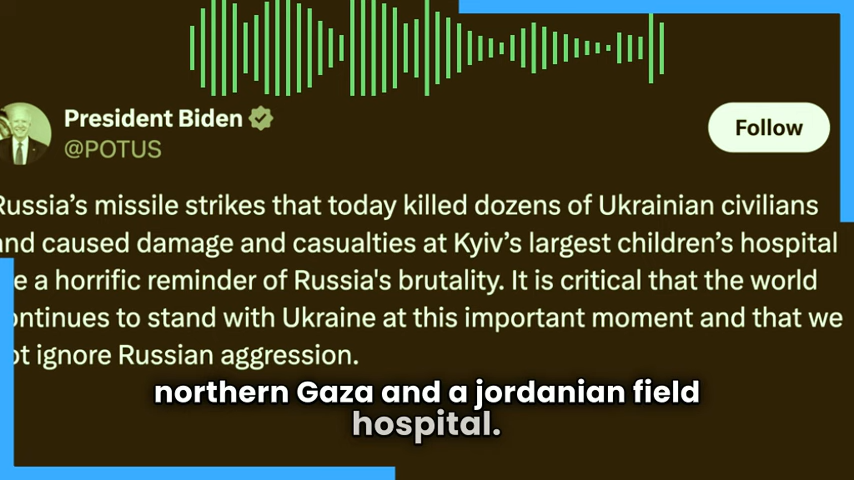 President Biden
@POTUS
Follow
Russia's missile strikes that today killed dozens of Ukrainian civilians
and caused damage and casualties at Kyiv's largest children's hospital
e a horrific reminder of Russia's brutality. It is critical that the world
continues to stand with Ukraine at this important moment and that we
ot ignore Russian aggression.
northern Gaza and a jordanian field
hospital.